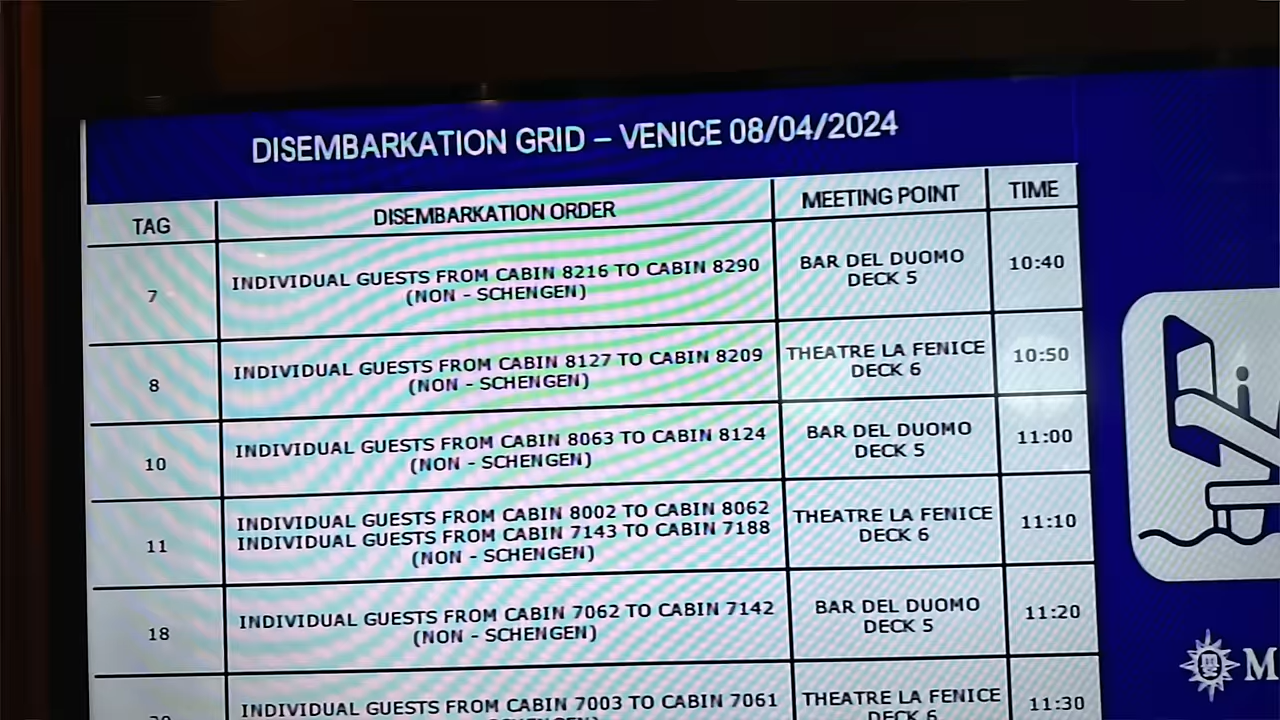 DISEMBARKATION GRID – VENICE 08/04/2024
TAG DISEMBARKATION ORDER MEETING POINT TIME
7 INDIVIDUAL GUESTS FROM CABIN 8216 TO CABIN 8290 BAR DEL DUOMO 10:40
(NON - SCHENGEN) DECK 5
8 INDIVIDUAL GUESTS FROM CABIN 8127 TO CABIN 8209 THEATRE LA FENICE 10:50
(NON - SCHENGEN) DECK 6
10 INDIVIDUAL GUESTS FROM CABIN 8063 TO CABIN 8124 BAR DEL DUOMO 11:00
(NON - SCHENGEN) DECK 5
INDIVIDUAL GUESTS FROM CABIN 8002 TO CABIN 8062
11 INDIVIDUAL GUESTS FROM CABIN 7143 TO CABIN 7188 THEATRE LA FENICE 11:10
(NON - SCHENGEN) DECK 6
18 INDIVIDUAL GUESTS FROM CABIN 7062 TO CABIN 7142 BAR DEL DUOMO 11:20
(NON - SCHENGEN) DECK 5
INDIVIDUAL GUESTS FROM CABIN 7003 TO CABIN 7061 THEATRE LA FENICE 11:30
DECK 6
M